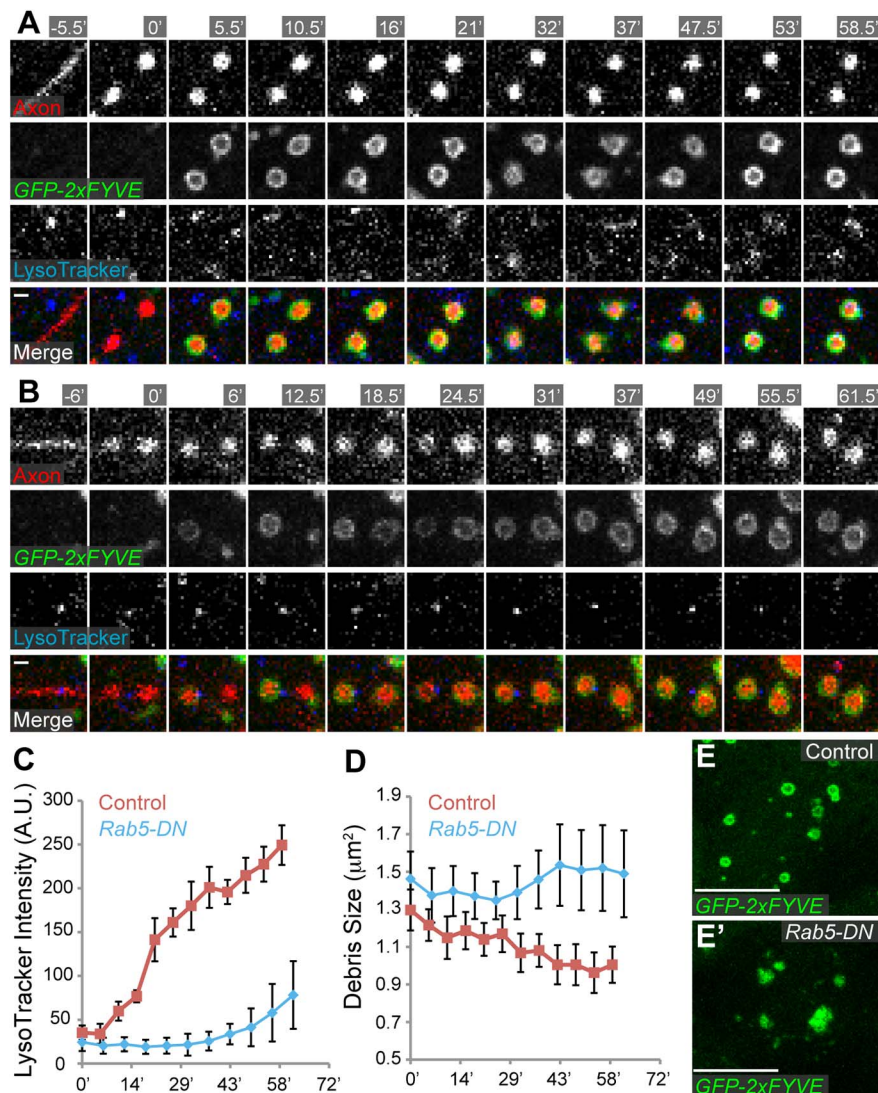 A
-5.5' 0' 5.5' 10.5' 16' 21' 32' 37' 47.5' 53' 58.5'
Axon
GFP-2xFYVE
LysoTracker
Merge
B
-6' 0' 6' 12.5' 18.5' 24.5' 31' 37' 49' 55.5' 61.5'
Axon
GFP-2xFYVE
LysoTracker
Merge
C
LysoTracker Intensity (A.U.)
300
250
200
150
100
50
0
Control
Rab5-DN
0' 14' 29' 43' 58' 72'
D
Debris Size (μm²)
1.9
1.7
1.5
1.3
1.1
0.9
0.7
0.5
Control
Rab5-DN
0' 14' 29' 43' 58' 72'
E
Control
GFP-2xFYVE
E'
Rab5-DN
GFP-2xFYVE